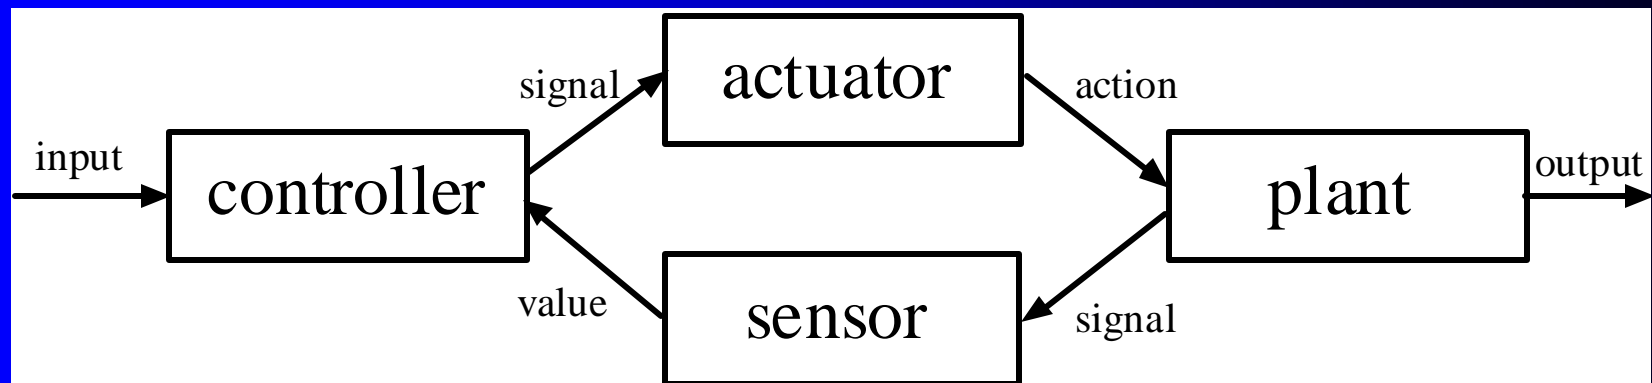 signal
actuator
action
input
controller
plant
output
value
sensor
signal